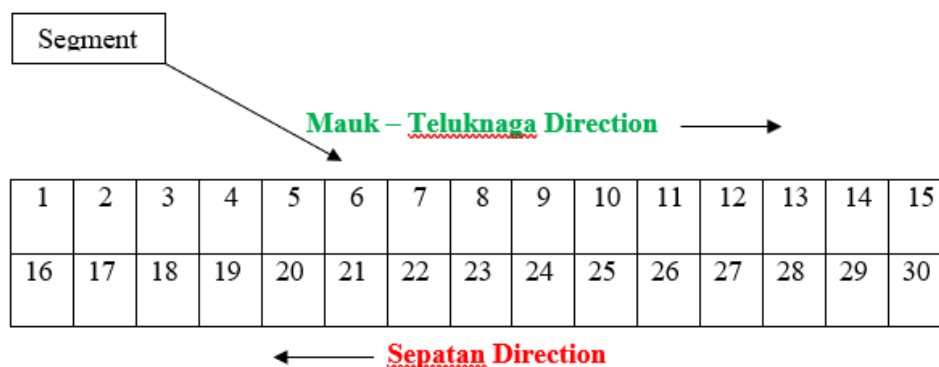 Segment
Mauk – Teluknaga Direction
1 2 3 4 5 6 7 8 9 10 11 12 13 14 15
16 17 18 19 20 21 22 23 24 25 26 27 28 29 30
Sepatan Direction